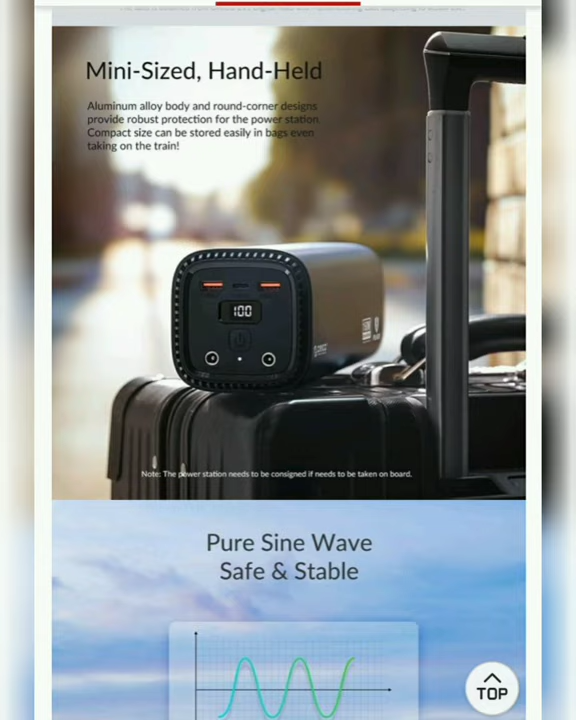 Mini-Sized, Hand-Held
Aluminum alloy body and round-corner designs
provide robust protection for the power station.
Compact size can be stored easily in bags even
taking on the train!
100
Note: The power station needs to be consigned if needs to be taken on board.
Pure Sine Wave
Safe & Stable
TOP